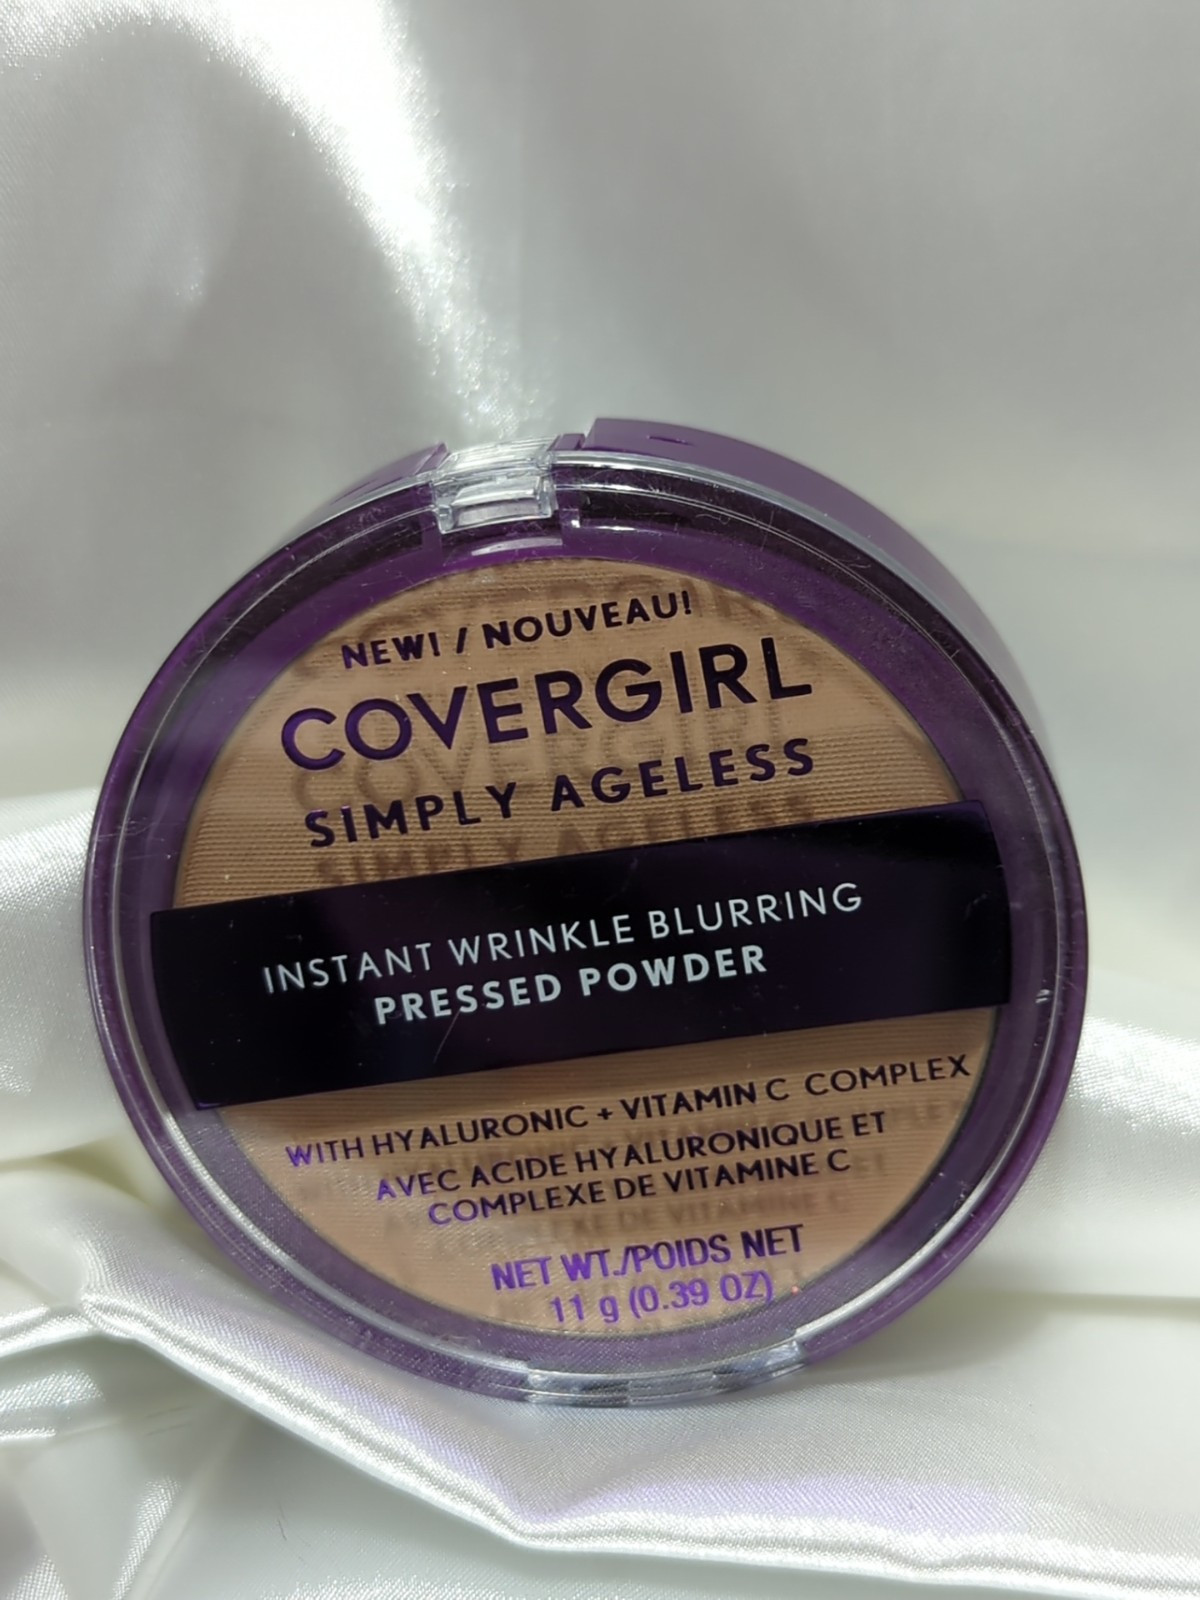 NEW! / NOUVEAU!
COVERGIRL
SIMPLY AGELESS
INSTANT WRINKLE BLURRING
PRESSED POWDER
WITH HYALURONIC + VITAMIN C COMPLEX
AVEC ACIDE HYALURONIQUE ET
COMPLEXE DE VITAMINE C
NET WT./POIDS NET
11 g (0.39 OZ)